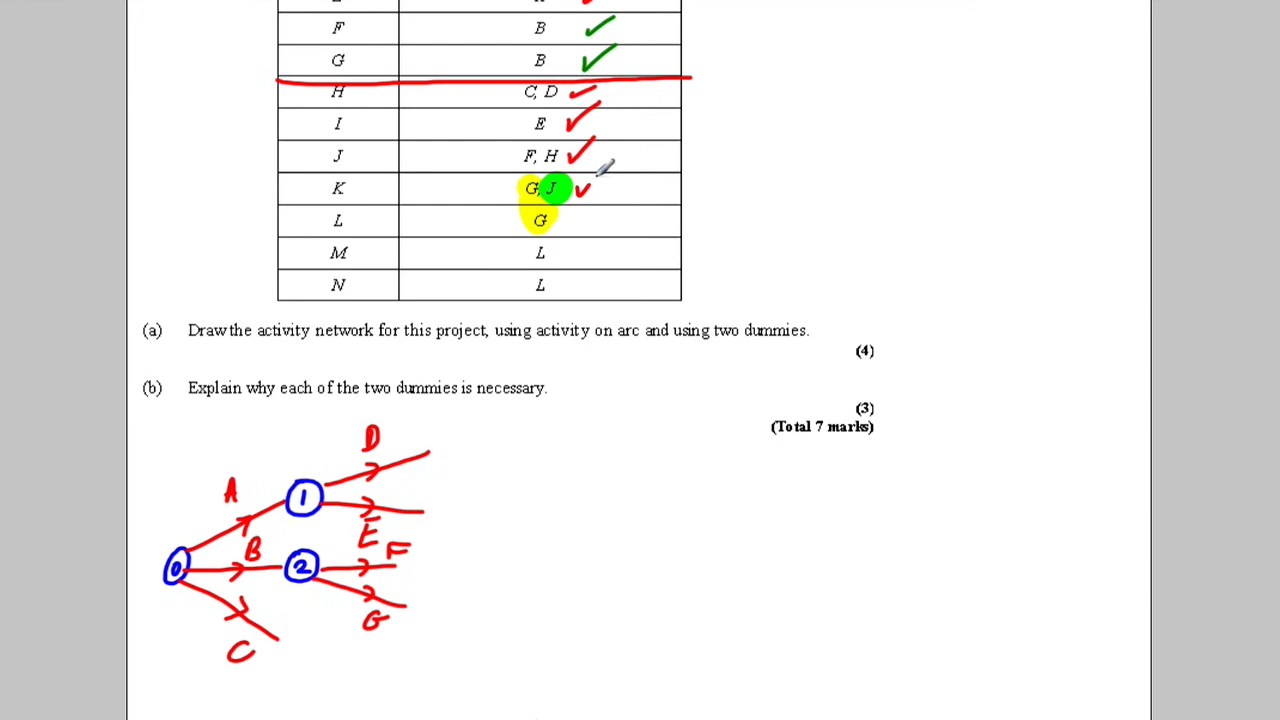 F B
G B
H C, D
I E
J F, H
K G, J
L G
M L
N L
(a) Draw the activity network for this project, using activity on arc and using two dummies.
(4)
(b) Explain why each of the two dummies is necessary.
(3)
(Total 7 marks)
D
A 1
E
B F
0 2
G
C